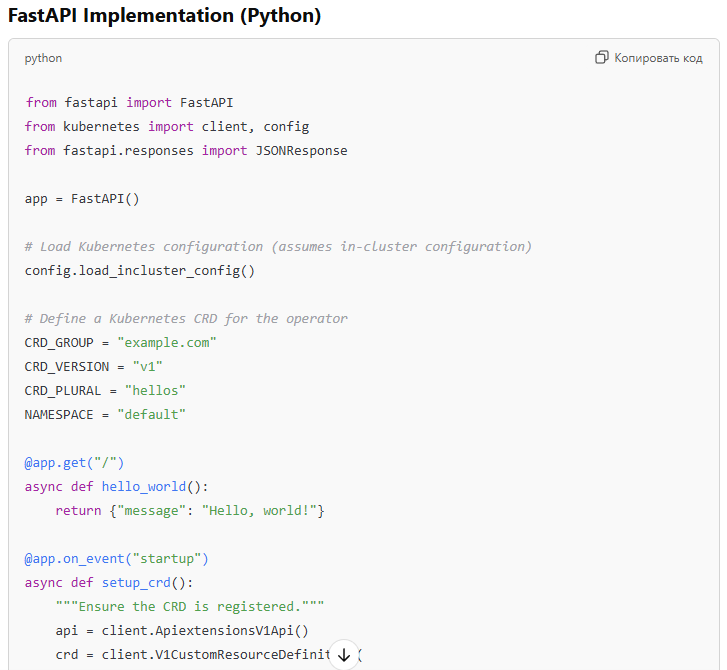 FastAPI Implementation (Python)
python
Копировать код
from fastapi import FastAPI
from kubernetes import client, config
from fastapi.responses import JSONResponse
app = FastAPI()
# Load Kubernetes configuration (assumes in-cluster configuration)
config.load_incluster_config()
# Define a Kubernetes CRD for the operator
CRD_GROUP = "example.com"
CRD_VERSION = "v1"
CRD_PLURAL = "hellos"
NAMESPACE = "default"
@app.get("/")
async def hello_world():
    return {"message": "Hello, world!"}
@app.on_event("startup")
async def setup_crd():
    """Ensure the CRD is registered."""
    api = client.ApiextensionsV1Api()
    crd = client.V1CustomResourceDefinit (